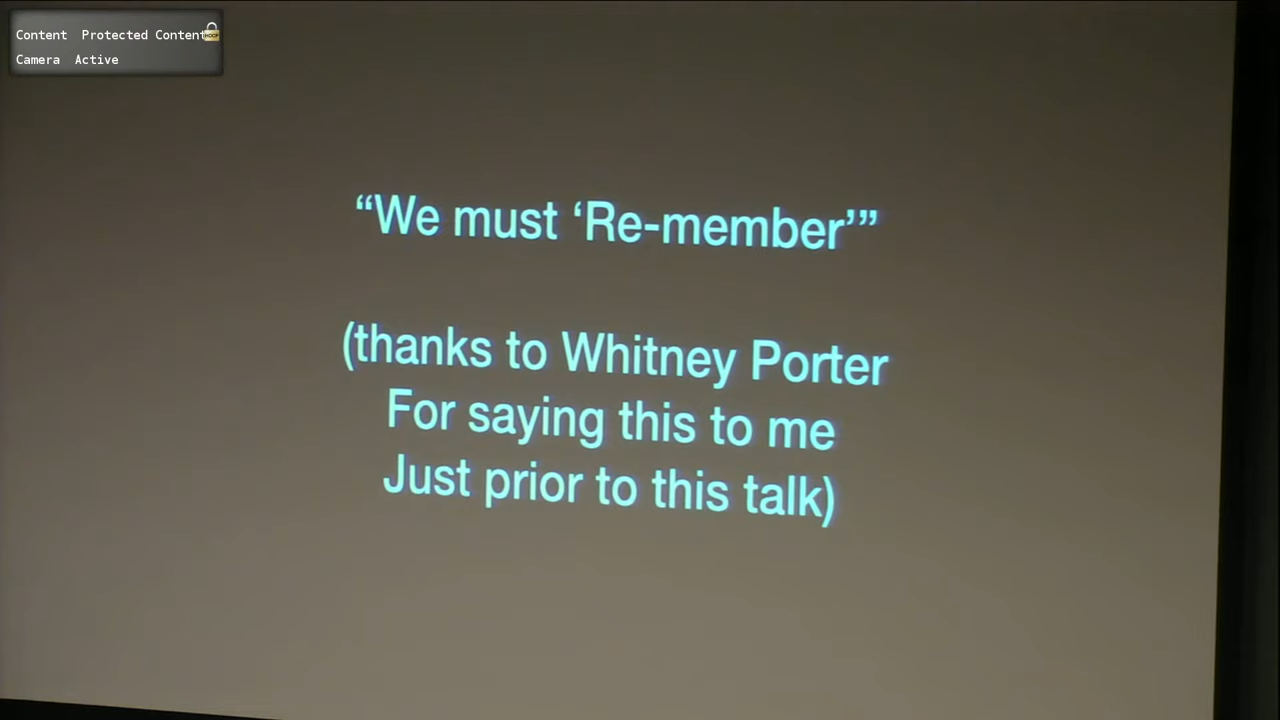 Content Protected Content
HDCP
Camera Active
“We must ‘Re-member’”
(thanks to Whitney Porter
For saying this to me
Just prior to this talk)